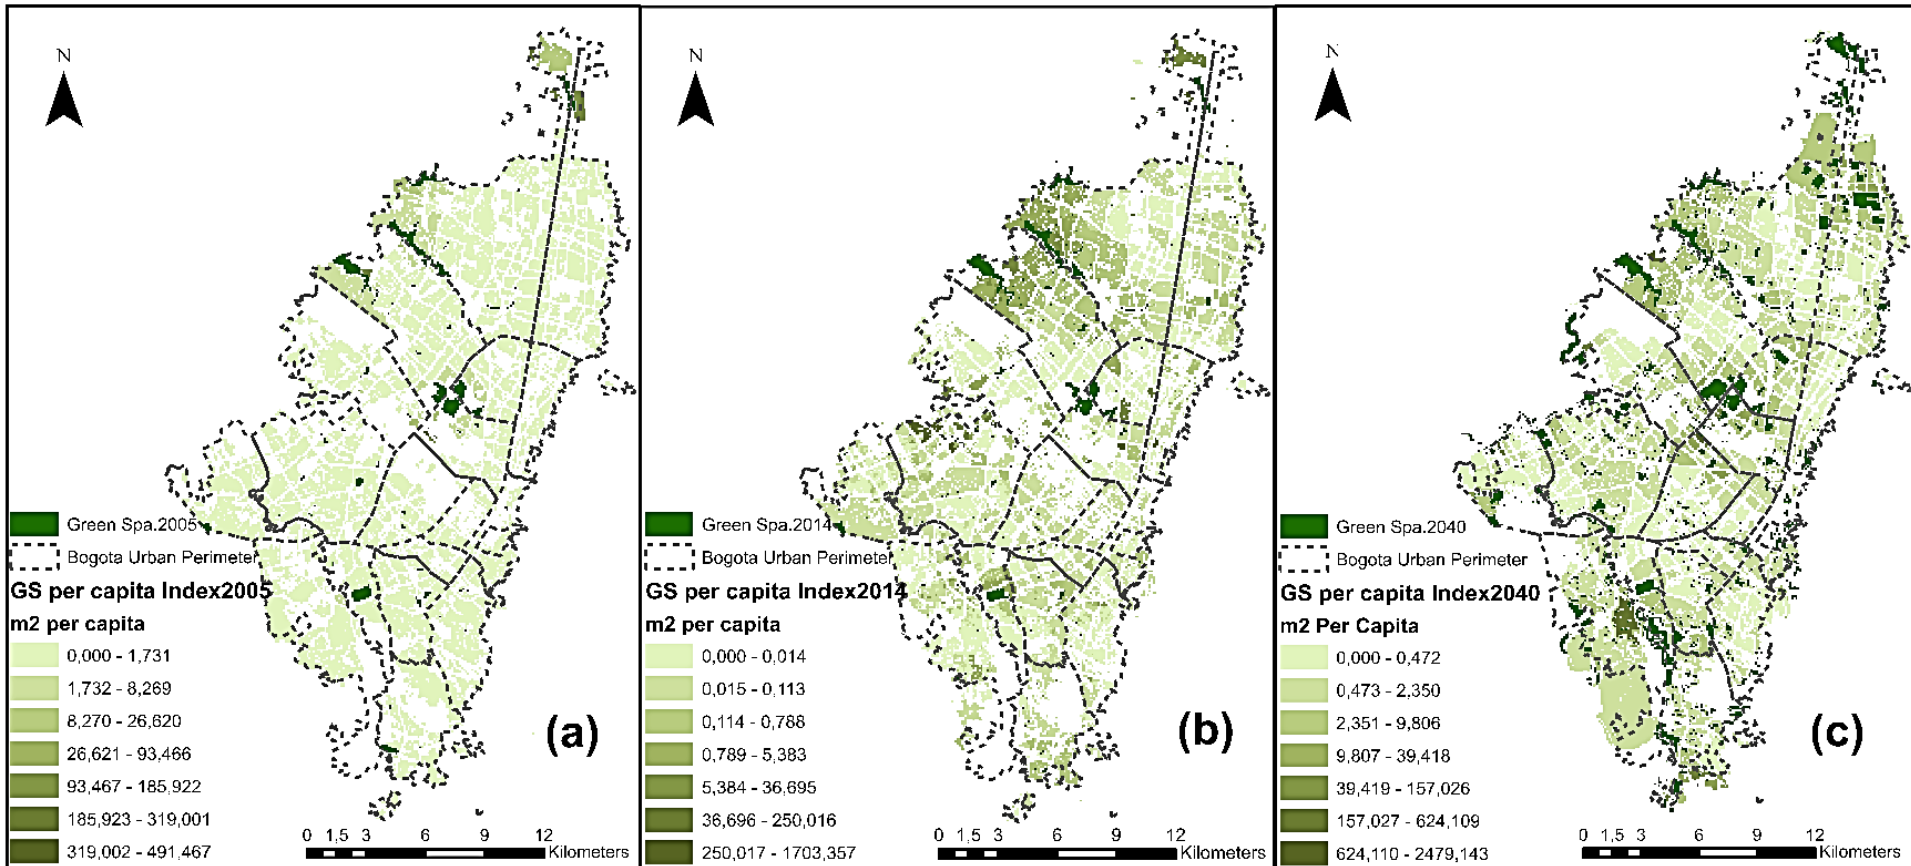 N
Green Spa.2005
Bogota Urban Perimeter
GS per capita Index2005
m2 per capita
0,000 - 1,731
1,732 - 8,269
8,270 - 26,620
26,621 - 93,466
93,467 - 185,922
185,923 - 319,001
319,002 - 491,467
(a)
0 1,5 3 6 9 12
Kilometers
N
Green Spa.2014
Bogota Urban Perimeter
GS per capita Index2014
m2 per capita
0,000 - 0,014
0,015 - 0,113
0,114 - 0,788
0,789 - 5,383
5,384 - 36,695
36,696 - 250,016
250,017 - 1703,357
(b)
0 1,5 3 6 9 12
Kilometers
N
Green Spa.2040
Bogota Urban Perimeter
GS per capita Index2040
m2 Per Capita
0,000 - 0,472
0,473 - 2,350
2,351 - 9,806
9,807 - 39,418
39,419 - 157,026
157,027 - 624,109
624,110 - 2479,143
(c)
0 1,5 3 6 9 12
Kilometers